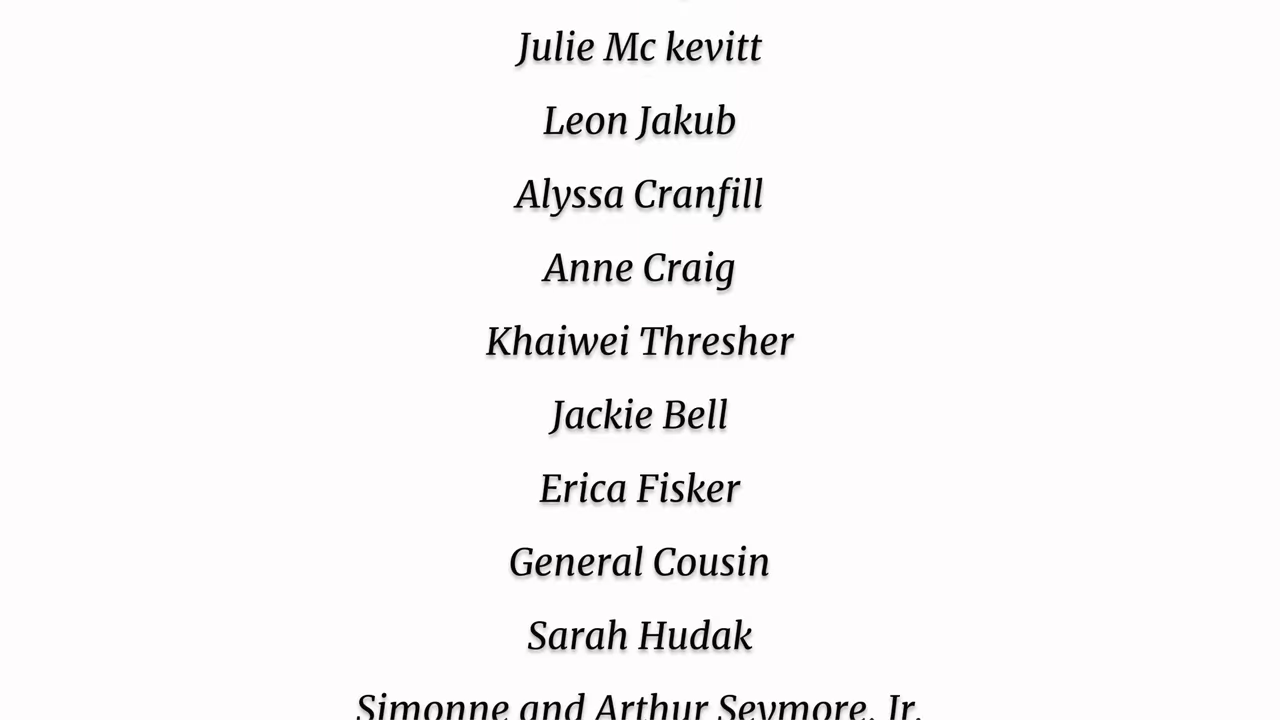 Julie Mc kevitt
Leon Jakub
Alyssa Cranfill
Anne Craig
Khaiwei Thresher
Jackie Bell
Erica Fisker
General Cousin
Sarah Hudak
Simonne and Arthur Seymore, Jr.